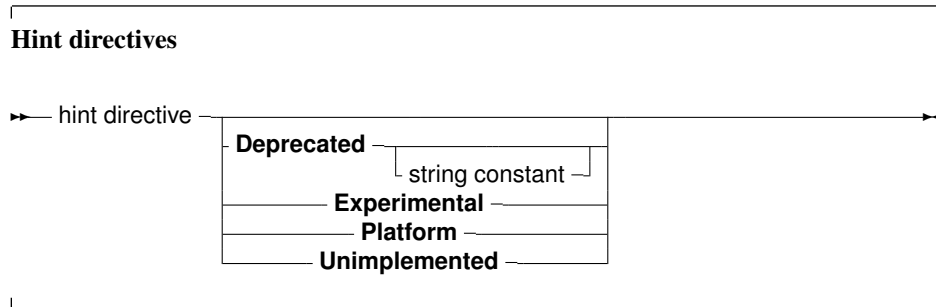 Hint directives
hint directive
Deprecated
string constant
Experimental
Platform
Unimplemented